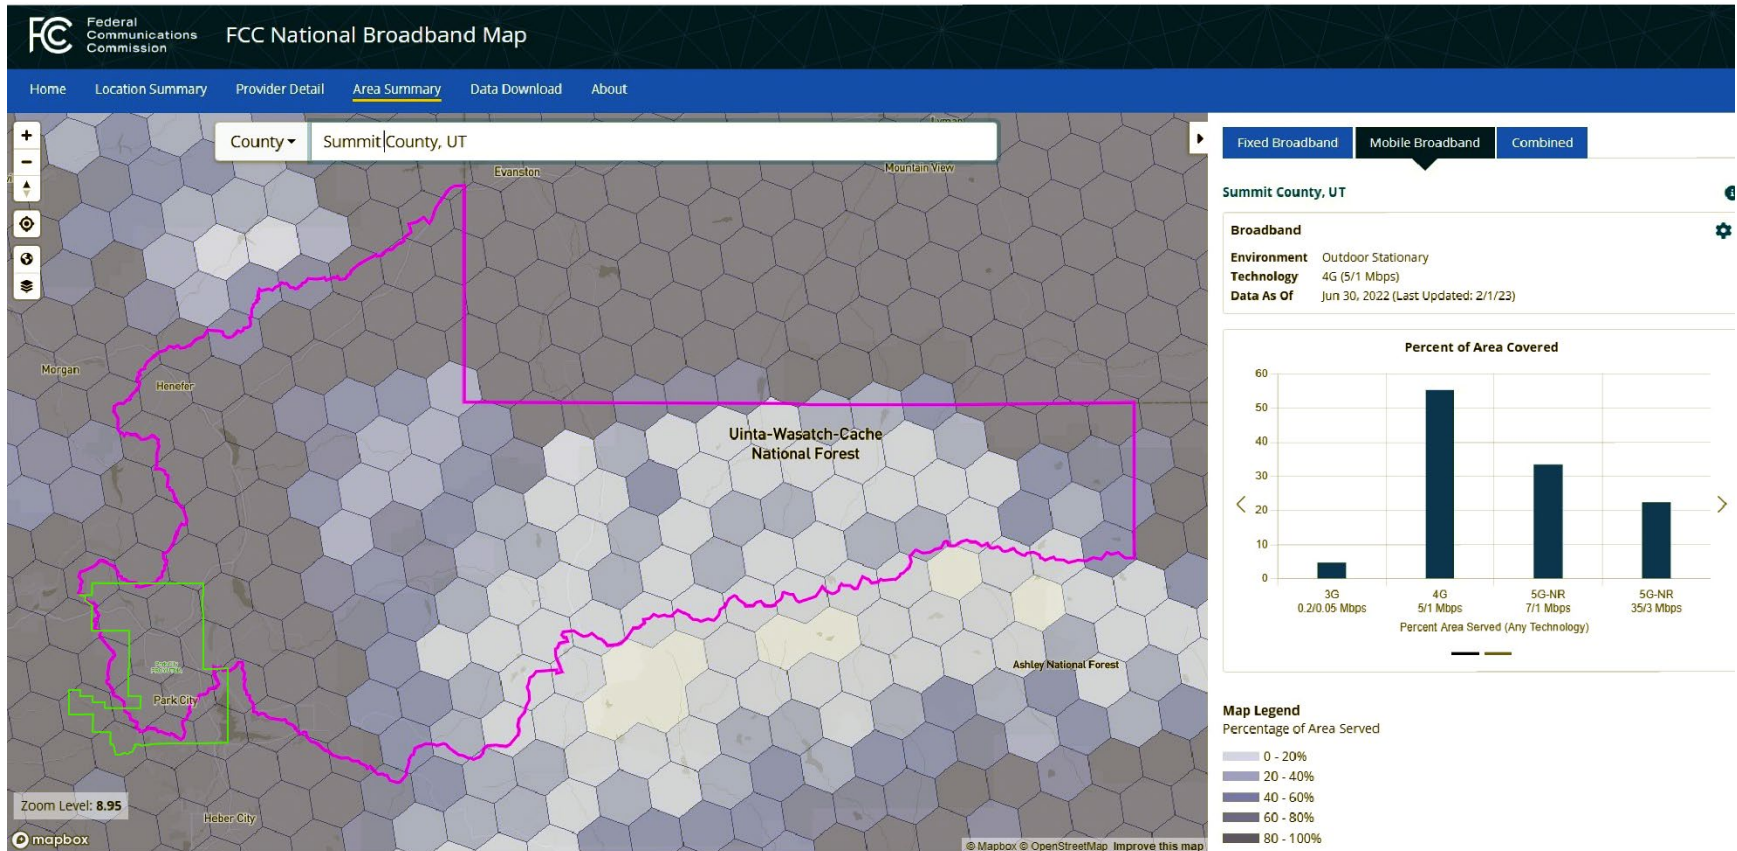 FCC
Federal
Communications
Commission
FCC National Broadband Map
Home Location Summary Provider Detail Area Summary Data Download About
County Summit County, UT
Evanston
Mountain View
Morgan
Henefer
Uinta-Wasatch-Cache
National Forest
Ashley National Forest
Park City
Heber City
Zoom Level: 8.95
mapbox
© Mapbox © OpenStreetMap Improve this map
Fixed Broadband Mobile Broadband Combined
Summit County, UT
Broadband
Environment Outdoor Stationary
Technology 4G (5/1 Mbps)
Data As Of Jun 30, 2022 (Last Updated: 2/1/23)
Percent of Area Covered
60
50
40
30
20
10
0
3G 4G 5G-NR 5G-NR
0.2/0.05 Mbps 5/1 Mbps 7/1 Mbps 35/3 Mbps
Percent Area Served (Any Technology)
Map Legend
Percentage of Area Served
0 - 20%
20 - 40%
40 - 60%
60 - 80%
80 - 100%